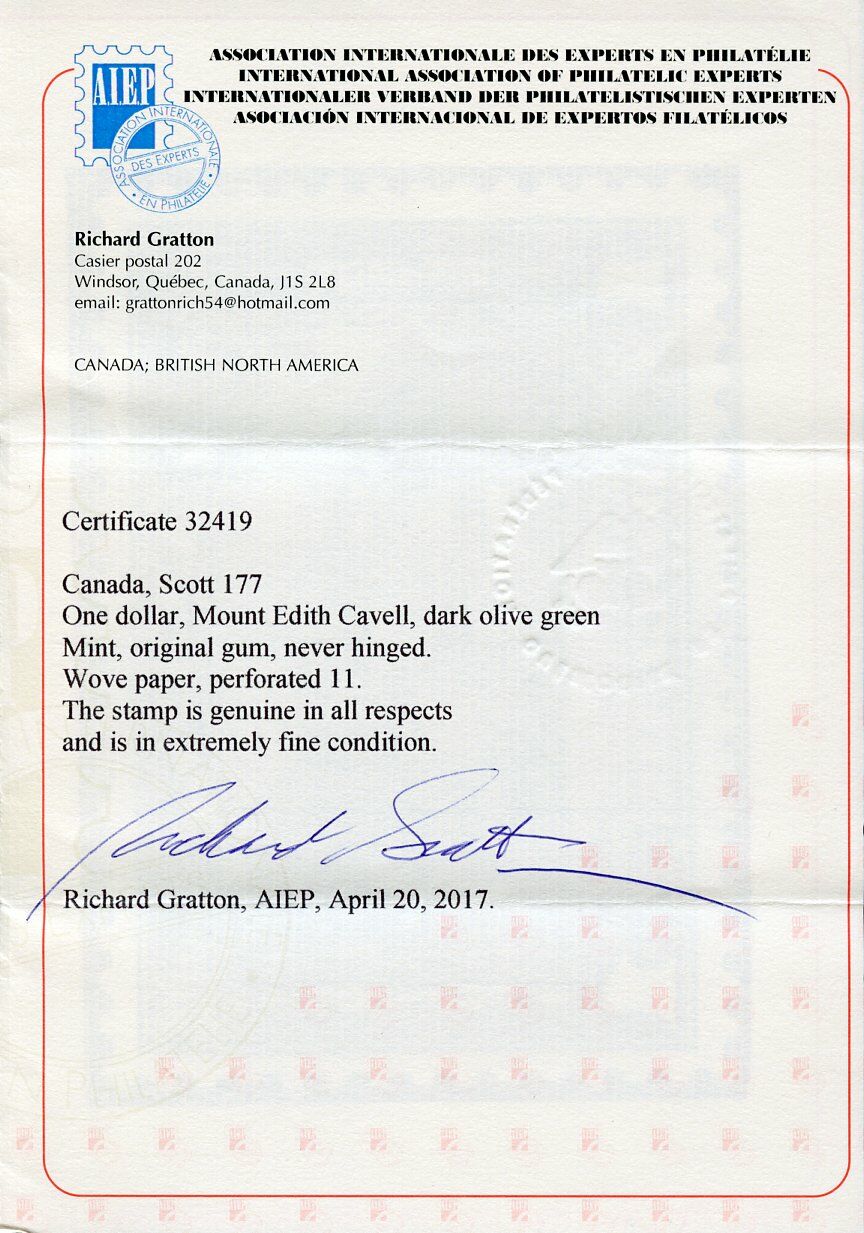 AIEP
ASSOCIATION INTERNATIONALE
DES EXPERTS
EN PHILATÉLIE
ASSOCIATION INTERNATIONALE DES EXPERTS EN PHILATÉLIE
INTERNATIONAL ASSOCIATION OF PHILATELIC EXPERTS
INTERNATIONALER VERBAND DER PHILATELISTISCHEN EXPERTEN
ASOCIACIÓN INTERNACIONAL DE EXPERTOS FILATÉLICOS
Richard Gratton
Casier postal 202
Windsor, Québec, Canada, J1S 2L8
email: grattonrich54@hotmail.com
CANADA; BRITISH NORTH AMERICA
Certificate 32419
Canada, Scott 177
One dollar, Mount Edith Cavell, dark olive green
Mint, original gum, never hinged.
Wove paper, perforated 11.
The stamp is genuine in all respects
and is in extremely fine condition.
Richard Gratton
Richard Gratton, AIEP, April 20, 2017.